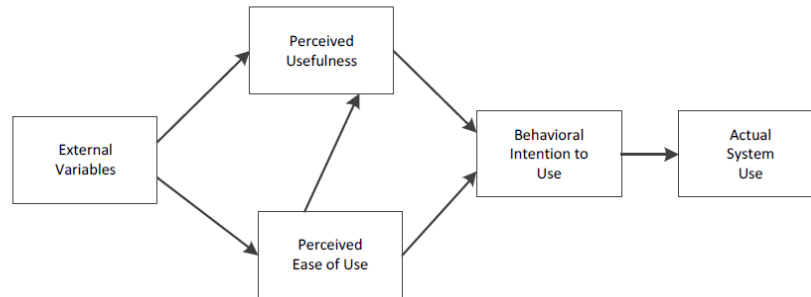 Perceived
Usefulness
External
Variables
Perceived
Ease of Use
Behavioral
Intention to
Use
Actual
System
Use